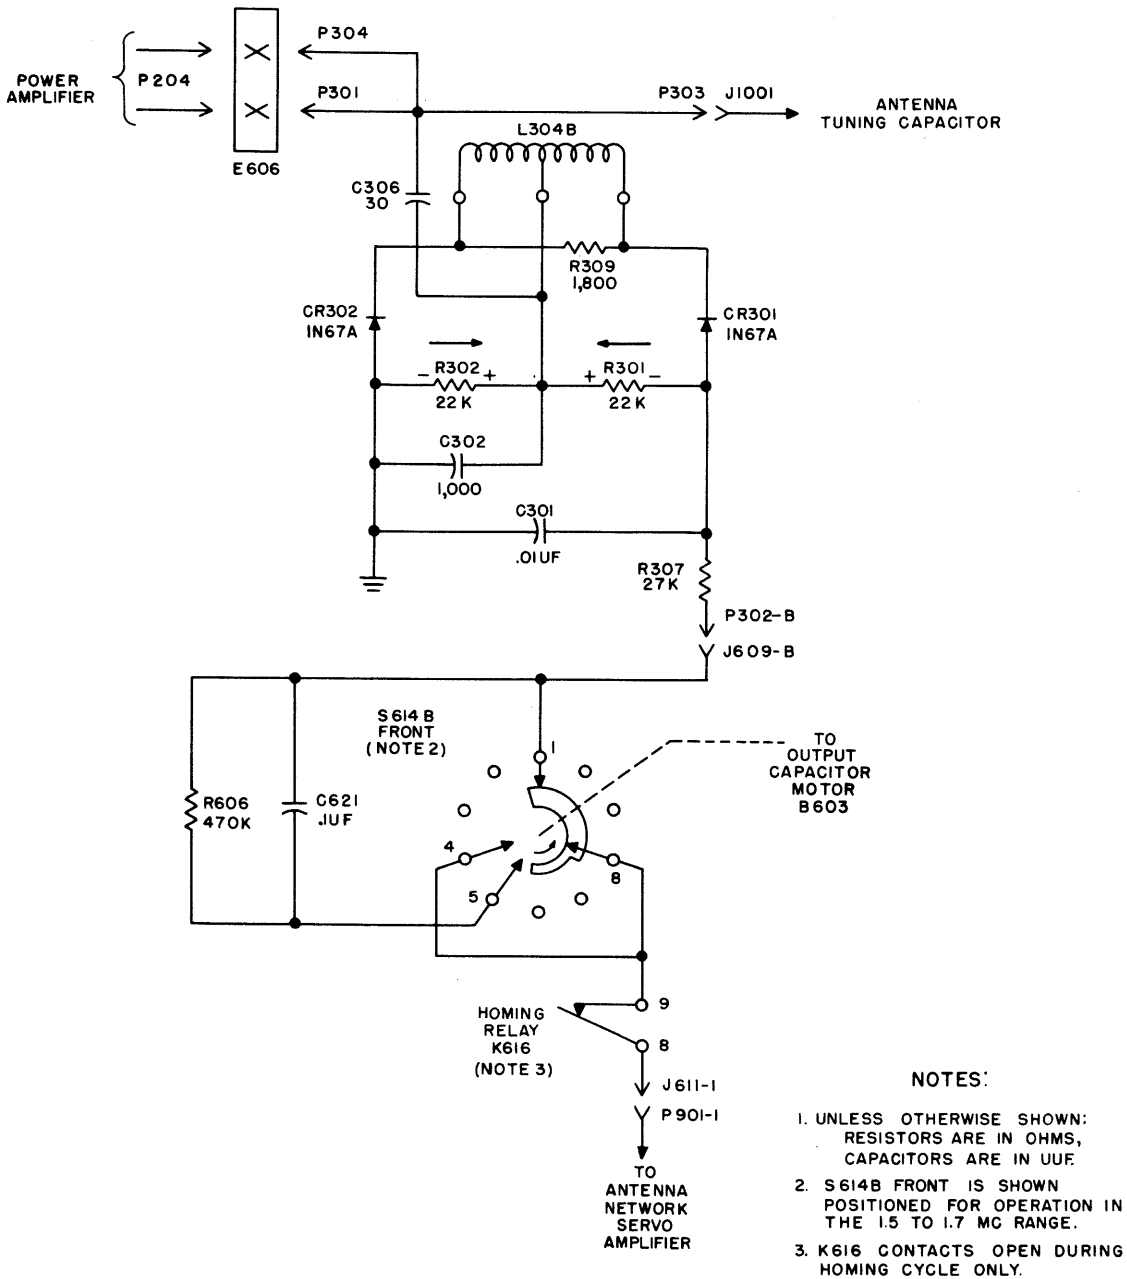 P304
POWER
AMPLIFIER
P204
P301
P303
J1001
ANTENNA
TUNING CAPACITOR
E606
L304B
C306
30
R309
1,800
CR302
IN67A
CR301
IN67A
- R302 +
22K
+ R301 -
22K
C302
1,000
C301
.01UF
R307
27K
P302-B
J609-B
S614B
FRONT
(NOTE 2)
1
TO
OUTPUT
CAPACITOR
MOTOR
B603
R606
470K
C621
.1UF
4
8
5
HOMING
RELAY
K616
(NOTE 3)
9
8
J611-1
P901-1
TO
ANTENNA
NETWORK
SERVO
AMPLIFIER
NOTES:
1. UNLESS OTHERWISE SHOWN:
RESISTORS ARE IN OHMS,
CAPACITORS ARE IN UUF.
2. S614B FRONT IS SHOWN
POSITIONED FOR OPERATION IN
THE 1.5 TO 1.7 MC RANGE.
3. K616 CONTACTS OPEN DURING
HOMING CYCLE ONLY.